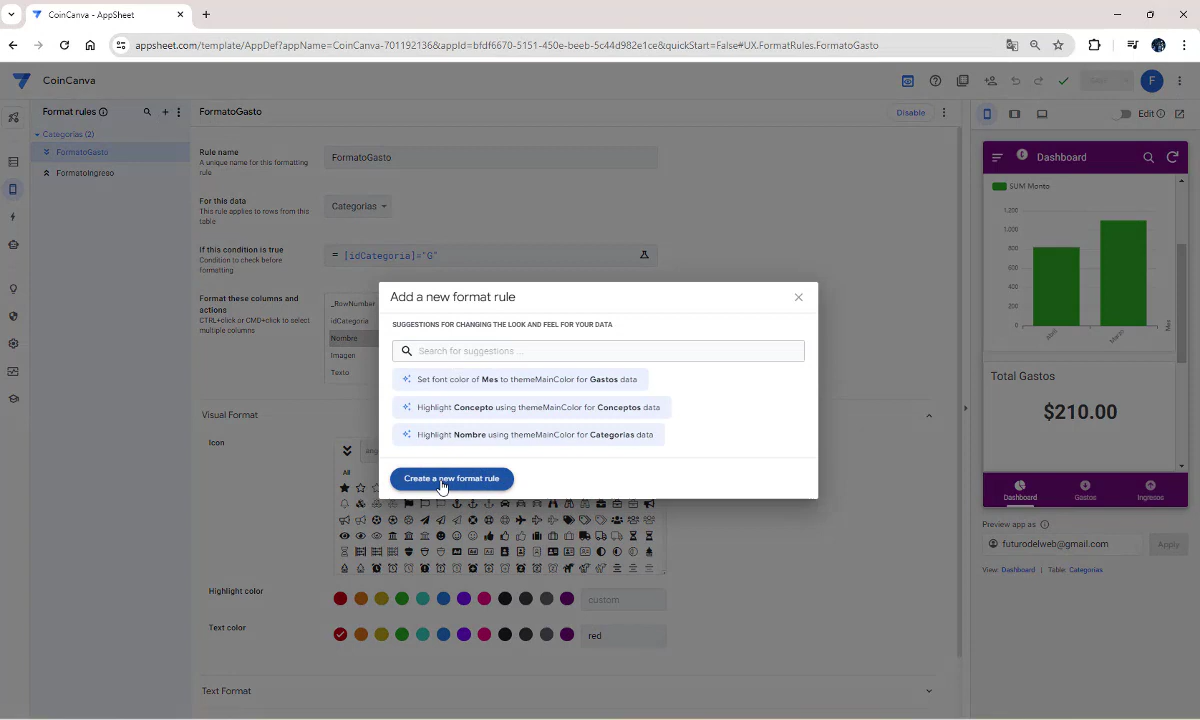 CoinCanva - AppSheet
appsheet.com/template/AppDef?appName=CoinCanva-701192136&appId=bfdf6670-5151-450e-beeb-5c44d982e1ce&quickStart=False#UX.FormatRules.FormatoGasto
CoinCanva
F
Format rules
Categorias (2)
FormatoGasto
FormatoIngreso
FormatoGasto
Disable
Rule name
A unique name for this formatting
rule
FormatoGasto
For this data
This rule applies to rows from this
table
Categorias
If this condition is true
Condition to check before
formatting
= [idCategoria]="G"
Format these columns and
actions
CTRL+click or CMD+click to select
multiple columns
_RowNumber
idCategoria
Nombre
Imagen
Texto
Add a new format rule
SUGGESTIONS FOR CHANGING THE LOOK AND FEEL FOR YOUR DATA
Search for suggestions ...
Set font color of Mes to themeMainColor for Gastos data
Highlight Concepto using themeMainColor for Conceptos data
Highlight Nombre using themeMainColor for Categorias data
Create a new format rule
Visual Format
Icon
All
Highlight color
custom
Text color
red
Text Format
Edit
Dashboard
SUM Monto
1,200
1,000
800
600
400
200
0
Abril
Marzo
Mes
Total Gastos
$210.00
Dashboard
Gastos
Ingresos
Preview app as
futurodelweb@gmail.com
Apply
View: Dashboard | Table: Categorias